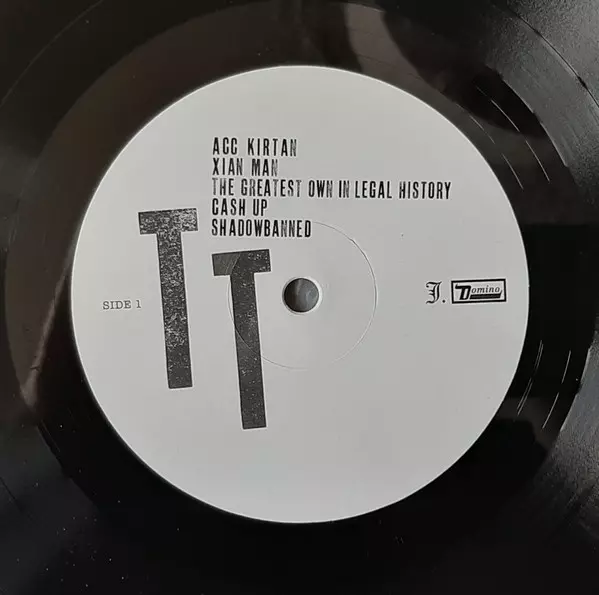 ACC KIRTAN
XIAN MAN
THE GREATEST OWN IN LEGAL HISTORY
CASH UP
SHADOWBANNED
TT
SIDE 1
J. Domino